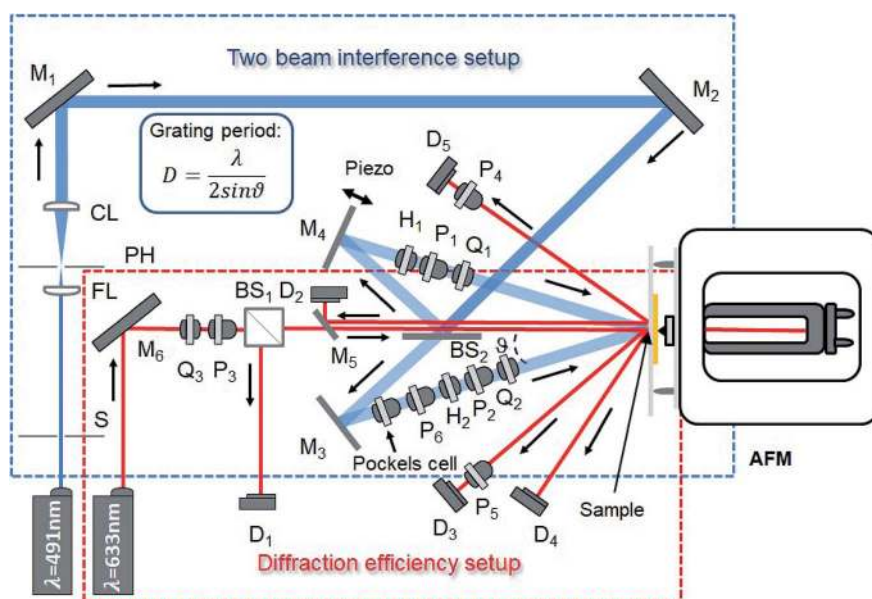 Two beam interference setup
M1
M2
Grating period:
D = λ / 2sinϑ
D5
P4
Piezo
CL
M4
H1
P1
Q1
PH
FL
BS1
D2
M6
Q3
P3
M5
BS2
ϑ
S
M3
P6
H2
P2
Q2
Pockels cell
AFM
D1
D3
P5
D4
Sample
λ=491nm
λ=633nm
Diffraction efficiency setup